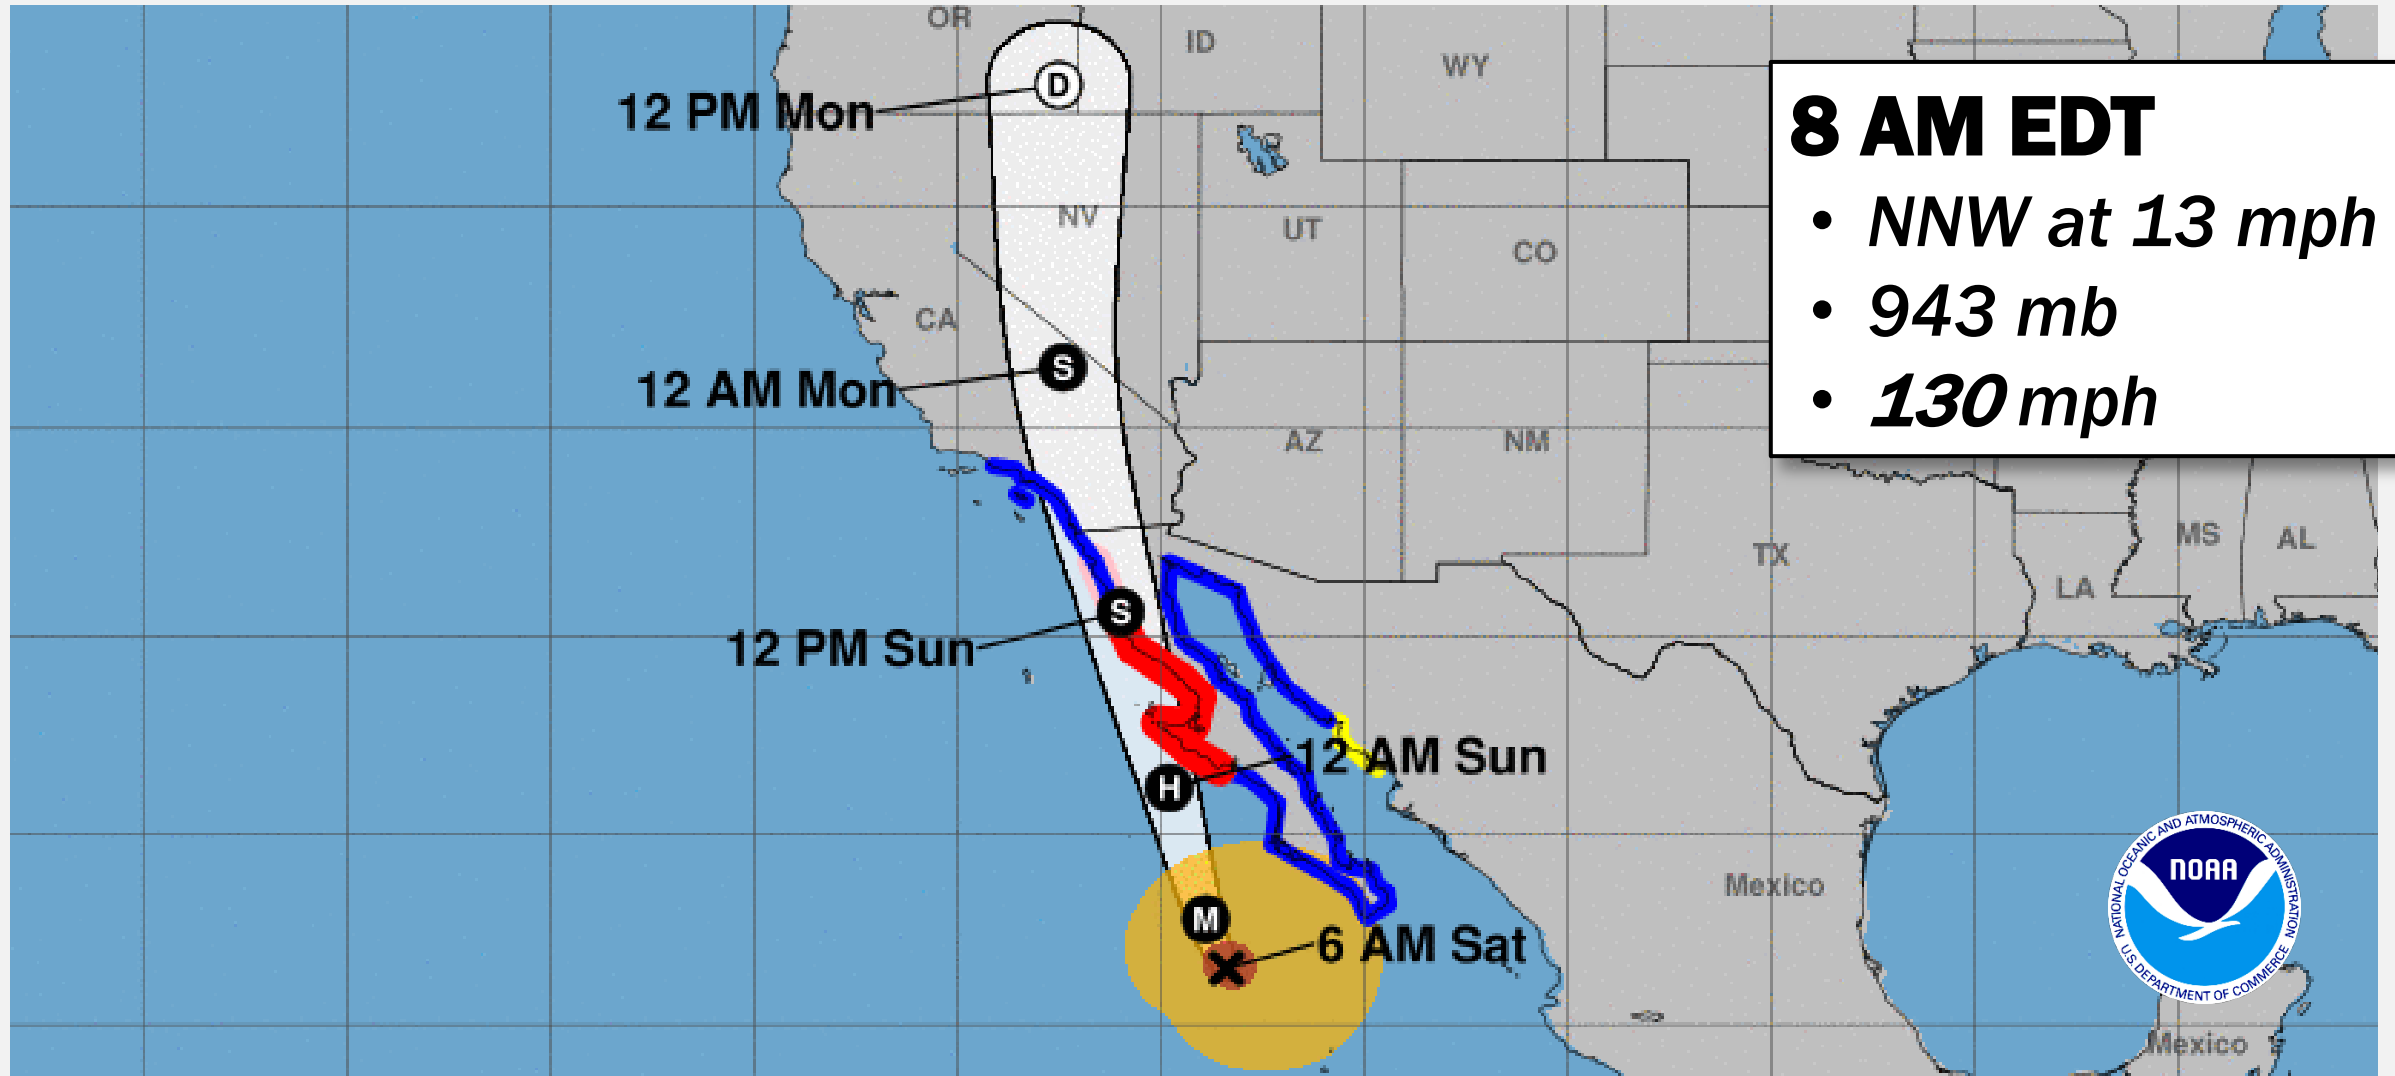 OR
ID
WY
D
12 PM Mon
8 AM EDT
• NNW at 13 mph
• 943 mb
• 130 mph
NV
UT
CO
CA
S
12 AM Mon
AZ
NM
MS
AL
TX
LA
S
12 PM Sun
12 AM Sun
H
Mexico
M
6 AM Sat
NATIONAL OCEANIC AND ATMOSPHERIC ADMINISTRATION
NOAA
U.S. DEPARTMENT OF COMMERCE
Mexico